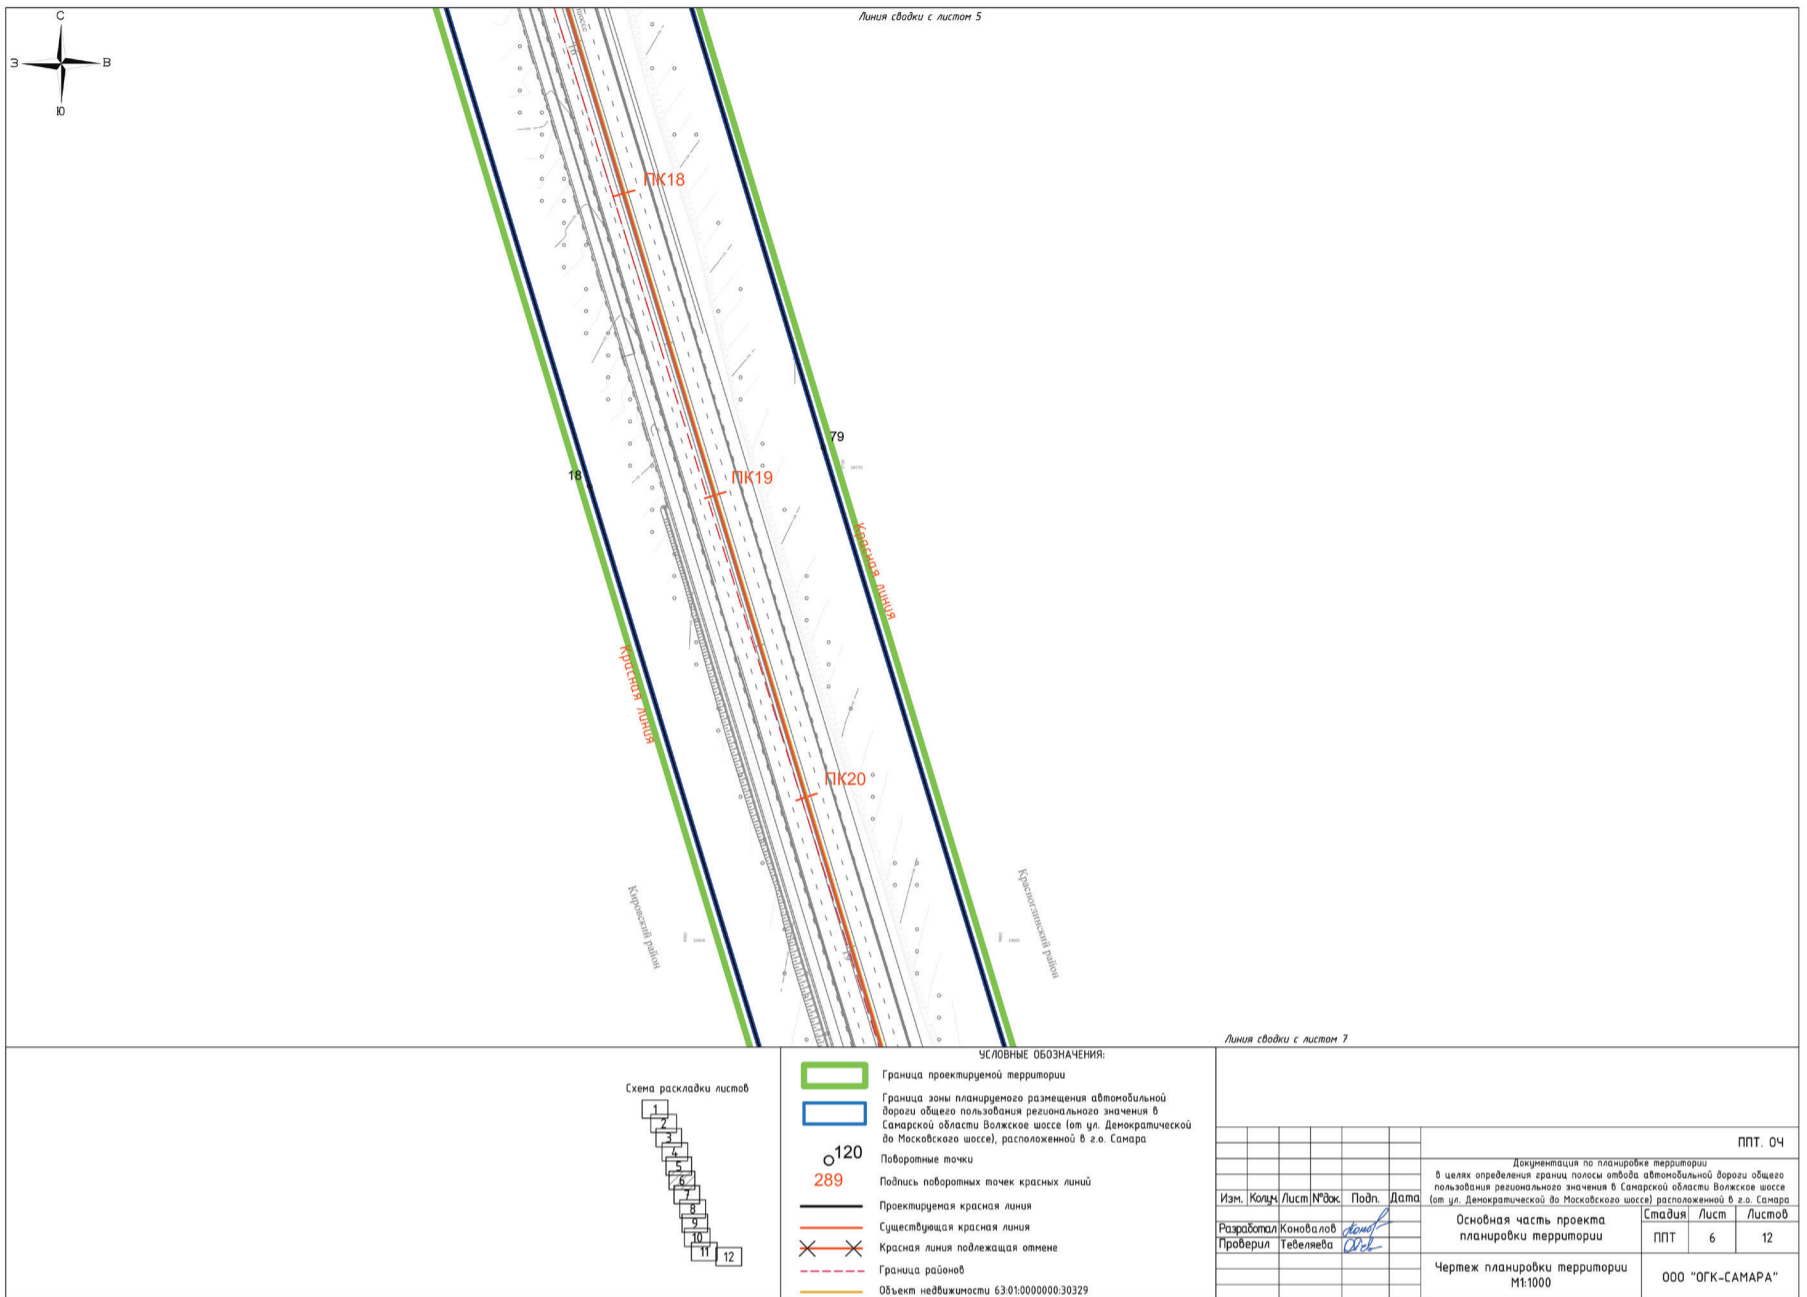 Линия сводки с листом 5
С
З
В
Ю
шоссе
ПК18
79
ПК19
18
Красная линия
Красная линия
ПК20
Кировский район
Красноглинский район
Линия сводки с листом 7
Схема раскладки листов
1
2
3
4
5
6
7
8
9
10
11
12
УСЛОВНЫЕ ОБОЗНАЧЕНИЯ:
Граница проектируемой территории
Граница зоны планируемого размещения автомобильной
дороги общего пользования регионального значения в
Самарской области Волжское шоссе (от ул. Демократической
до Московского шоссе), расположенной в г.о. Самара
120
Поворотные точки
289
Подпись поворотных точек красных линий
Проектируемая красная линия
Существующая красная линия
Красная линия подлежащая отмене
Граница районов
Объект недвижимости 63:01:0000000:30329
ППТ. ОЧ
Документация по планировке территории
в целях определения границ полосы отвода автомобильной дороги общего
пользования регионального значения в Самарской области Волжское шоссе
(от ул. Демократической до Московского шоссе) расположенной в г.о. Самара
Изм. Кол.уч Лист №док. Подп. Дата
Разработал Коновалов
Проверил Тевеляева
Основная часть проекта
планировки территории
Стадия Лист Листов
ППТ 6 12
Чертеж планировки территории
М1:1000
ООО "ОГК-САМАРА"